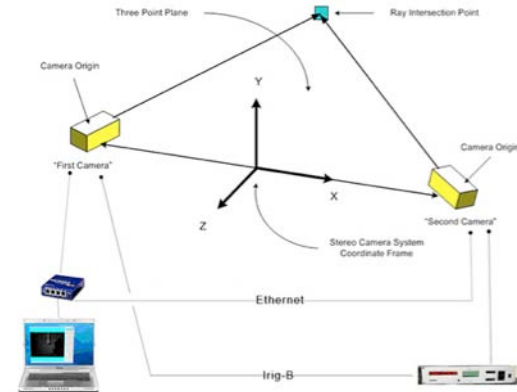 Three Point Plane
Ray Intersection Point
Camera Origin
Y
Camera Origin
"First Camera"
X
"Second Camera"
Z
Stereo Camera System
Coordinate Frame
Ethernet
Irig-B